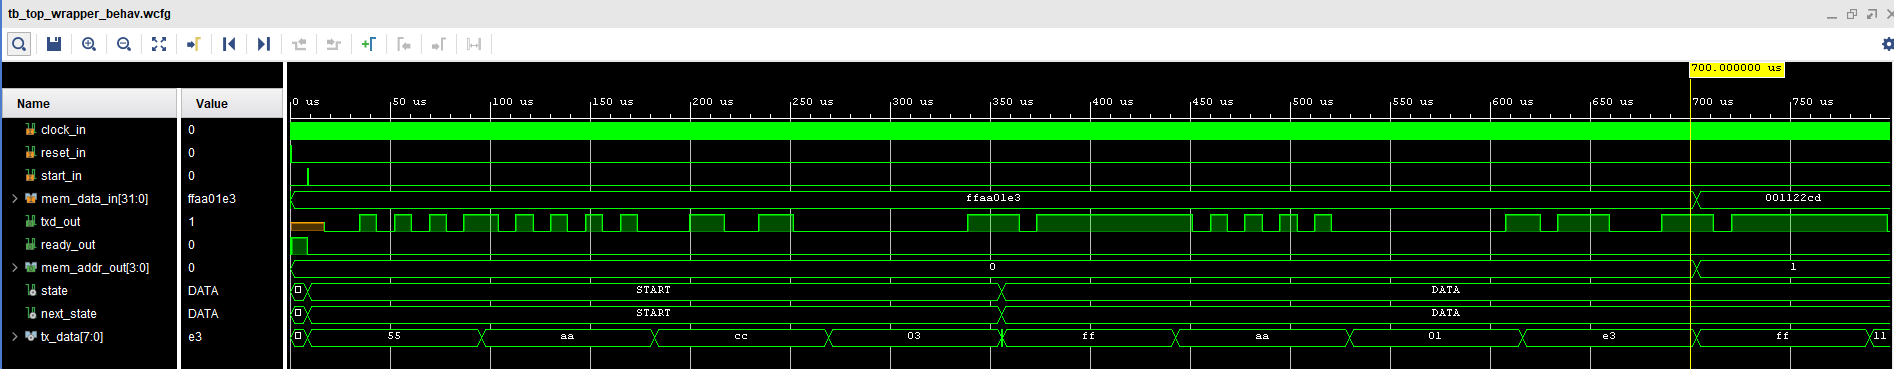 tb_top_wrapper_behav.wcfg
700.000000 us
Name Value 0 us 50 us 100 us 150 us 200 us 250 us 300 us 350 us 400 us 450 us 500 us 550 us 600 us 650 us 700 us 750 us
clock_in 0
reset_in 0
start_in 0
mem_data_in[31:0] ffaa01e3 ffaa01e3 001122cd
txd_out 1
ready_out 0
mem_addr_out[3:0] 0 0 1
state DATA START DATA
next_state DATA START DATA
tx_data[7:0] e3 55 aa cc 03 ff aa 01 e3 ff 11